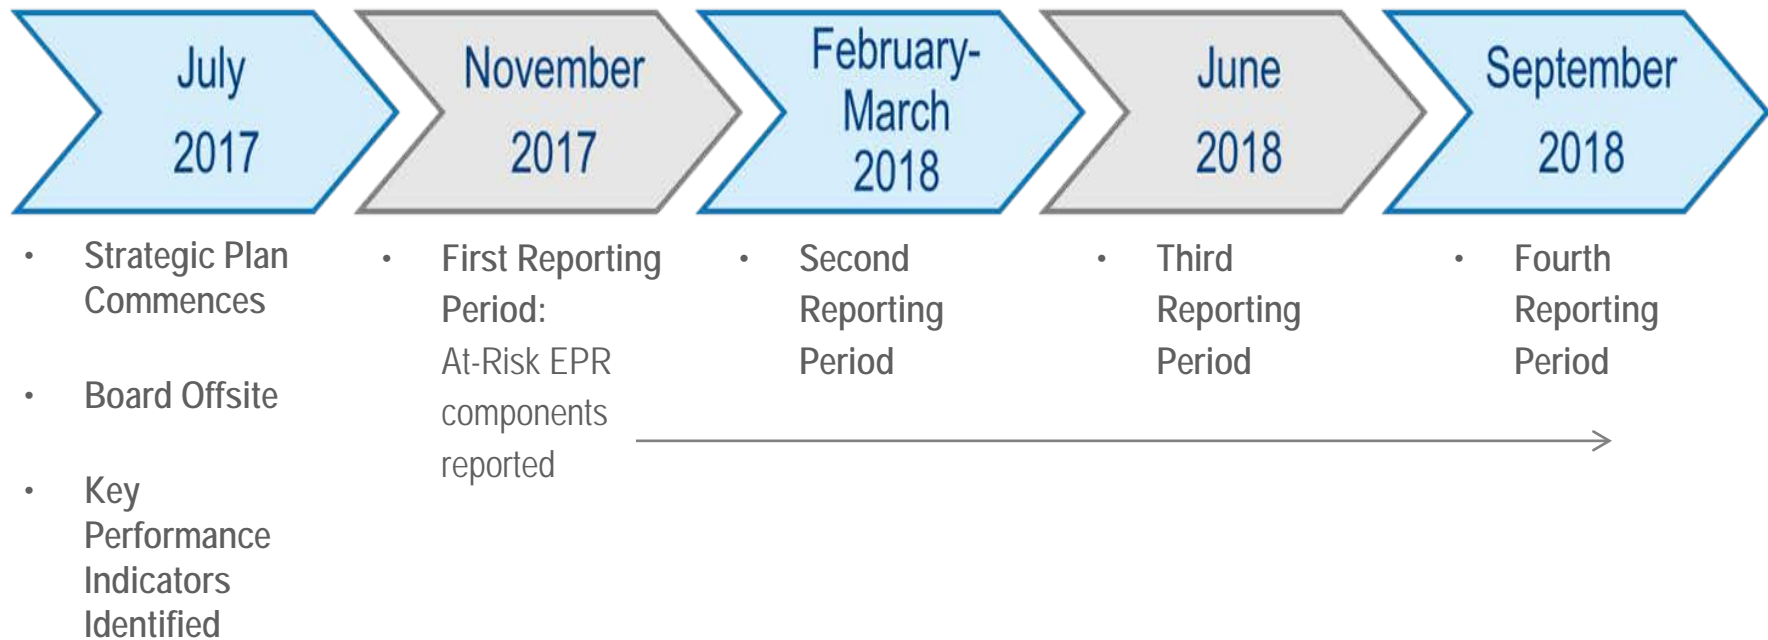 July
2017
November
2017
February-
March
2018
June
2018
September
2018
• Strategic Plan
Commences
• Board Offsite
• Key
Performance
Indicators
Identified
• First Reporting
Period:
At-Risk EPR
components
reported
• Second
Reporting
Period
• Third
Reporting
Period
• Fourth
Reporting
Period